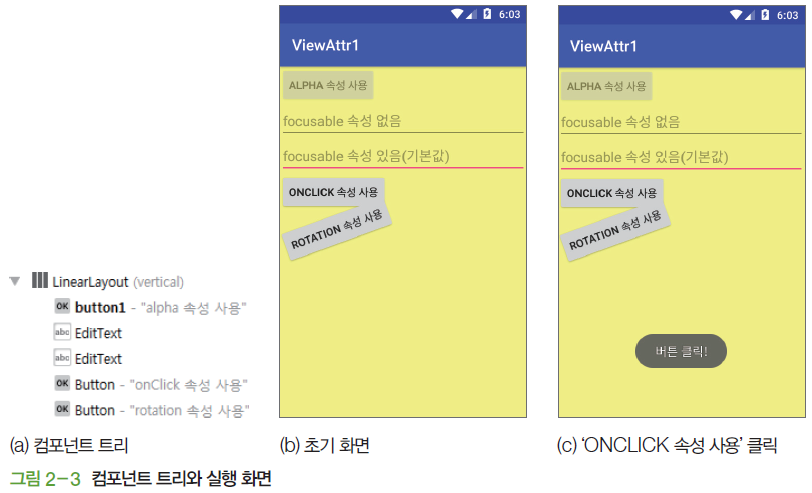 LinearLayout (vertical)
OK button1 - "alpha 속성 사용"
abc EditText
abc EditText
OK Button - "onClick 속성 사용"
OK Button - "rotation 속성 사용"
(a) 컴포넌트 트리
6:03
ViewAttr1
ALPHA 속성 사용
focusable 속성 없음
focusable 속성 있음(기본값)
ONCLICK 속성 사용
ROTATION 속성 사용
(b) 초기 화면
6:03
ViewAttr1
ALPHA 속성 사용
focusable 속성 없음
focusable 속성 있음(기본값)
ONCLICK 속성 사용
ROTATION 속성 사용
버튼 클릭!
(c) ‘ONCLICK 속성 사용’ 클릭
그림 2-3 컴포넌트 트리와 실행 화면